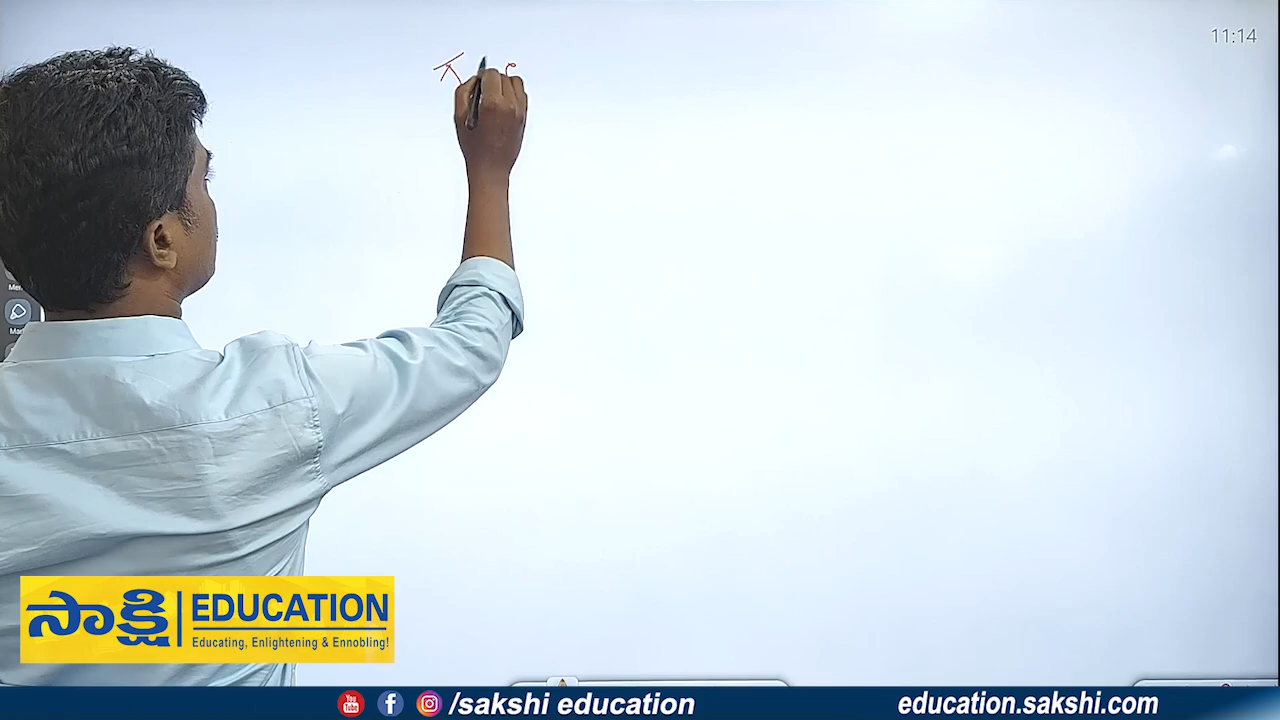 11:14
సాక్షి EDUCATION
Educating, Enlightening & Ennobling!
/sakshi education
education.sakshi.com